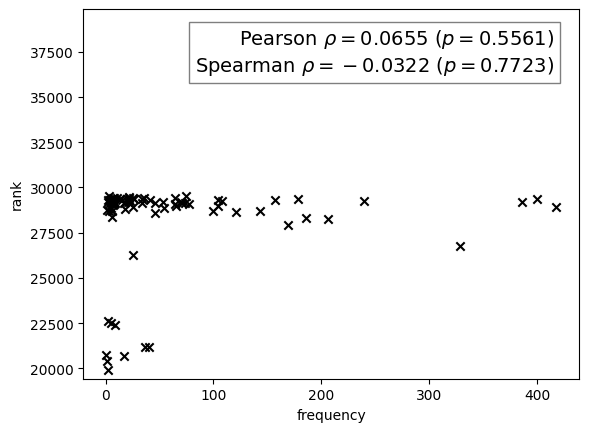 Pearson ρ = 0.0655 (p = 0.5561)
Spearman ρ = −0.0322 (p = 0.7723)
37500
35000
32500
30000
27500
25000
22500
20000
rank
0 100 200 300 400
frequency